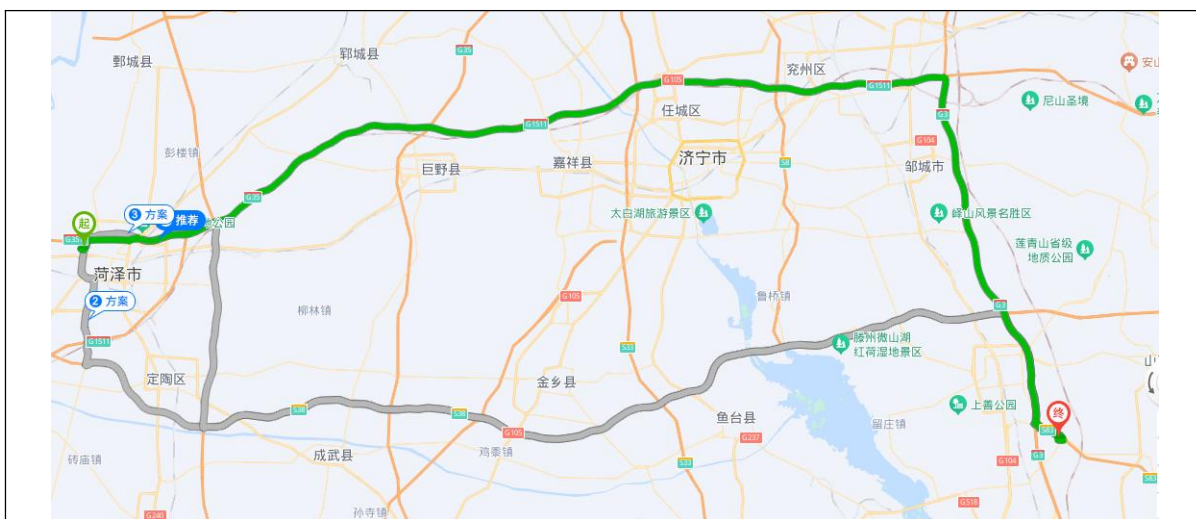 鄄城县
郓城县
G35
G105
兖州区
安山
G1511
任城区
尼山圣境
G3
G1511
G104
彭楼镇
巨野县
嘉祥县
济宁市
S8
邹城市
G35
3 方案
推荐
公园
太白湖旅游景区
峄山风景名胜区
起
G35
莲青山省级
地质公园
菏泽市
2 方案
柳林镇
G105
鲁桥镇
G3
G1511
S33
滕州微山湖
红荷湿地景区
山
定陶区
金乡县
S38
S38
上善公园
终
鱼台县
G105
G237
留庄镇
S83
砖庙镇
成武县
鸡黍镇
S33
G104
G3
S83
G240
孙寺镇
G518